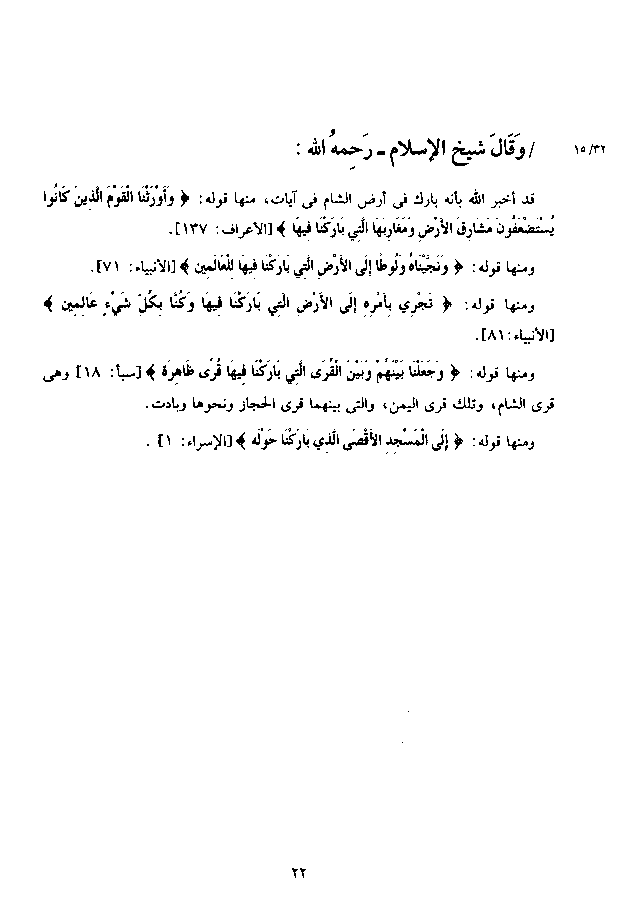 / وَقَالَ شيخ الإسلام ـ رَحِمهُ الله : ١٥/٣٢
قد أخبر الله بأنه بارك فى أرض الشام فى آيات، منها قوله: ﴿ وَأَوْرَثْنَا الْقَوْمَ الَّذِينَ كَانُوا
يُسْتَضْعَفُونَ مَشَارِقَ الأَرْضِ وَمَغَارِبَهَا الَّتِي بَارَكْنَا فِيهَا ﴾ [الأعراف: ١٣٧].
ومنها قوله: ﴿ وَنَجَّيْنَاهُ وَلُوطًا إِلَى الأَرْضِ الَّتِي بَارَكْنَا فِيهَا لِلْعَالَمِين ﴾ [الأنبياء: ٧١].
ومنها قوله: ﴿ تَجْرِي بِأَمْرِهِ إِلَى الأَرْضِ الَّتِي بَارَكْنَا فِيهَا وَكُنَّا بِكُلِّ شَيْءٍ عَالِمِين ﴾
[الأنبياء:٨١].
ومنها قوله: ﴿ وَجَعَلْنَا بَيْنَهُمْ وَبَيْنَ الْقُرَى الَّتِي بَارَكْنَا فِيهَا قُرًى ظَاهِرَة ﴾ [سبأ: ١٨] وهى
قرى الشام، وتلك قرى اليمن، والتى بينهما قرى الحجاز ونحوها وبادت.
ومنها قوله: ﴿ إِلَى الْمَسْجِدِ الأَقْصَى الَّذِي بَارَكْنَا حَوْلَه ﴾ [الإسراء: ١] .
٢٢